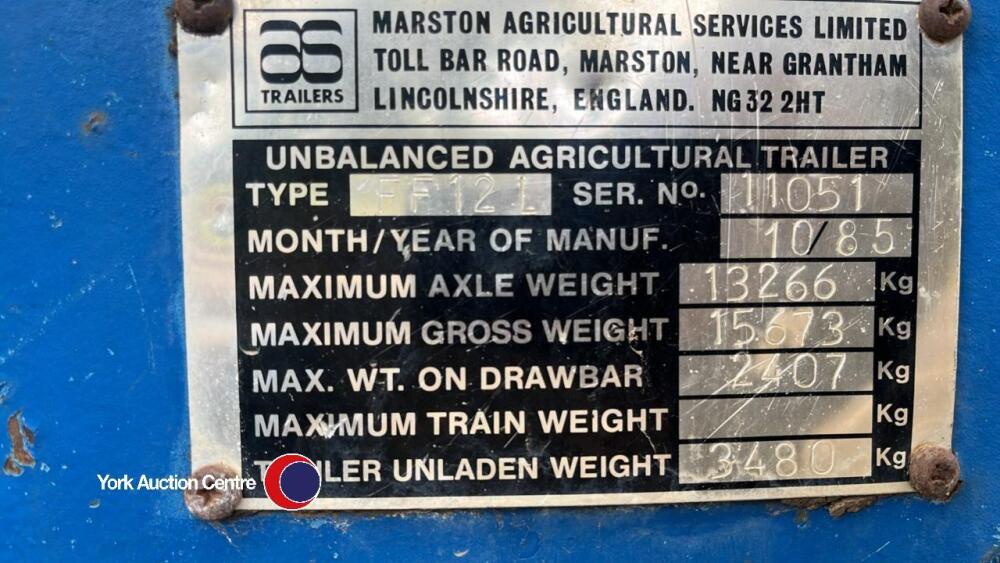 as
TRAILERS
MARSTON AGRICULTURAL SERVICES LIMITED
TOLL BAR ROAD, MARSTON, NEAR GRANTHAM
LINCOLNSHIRE, ENGLAND. NG32 2HT
UNBALANCED AGRICULTURAL TRAILER
TYPE FF12L SER. No. 11051
MONTH/YEAR OF MANUF. 10/85
MAXIMUM AXLE WEIGHT 13266 Kg
MAXIMUM GROSS WEIGHT 15673 Kg
MAX. WT. ON DRAWBAR 2407 Kg
MAXIMUM TRAIN WEIGHT Kg
TRAILER UNLADEN WEIGHT 3480 Kg
York Auction Centre